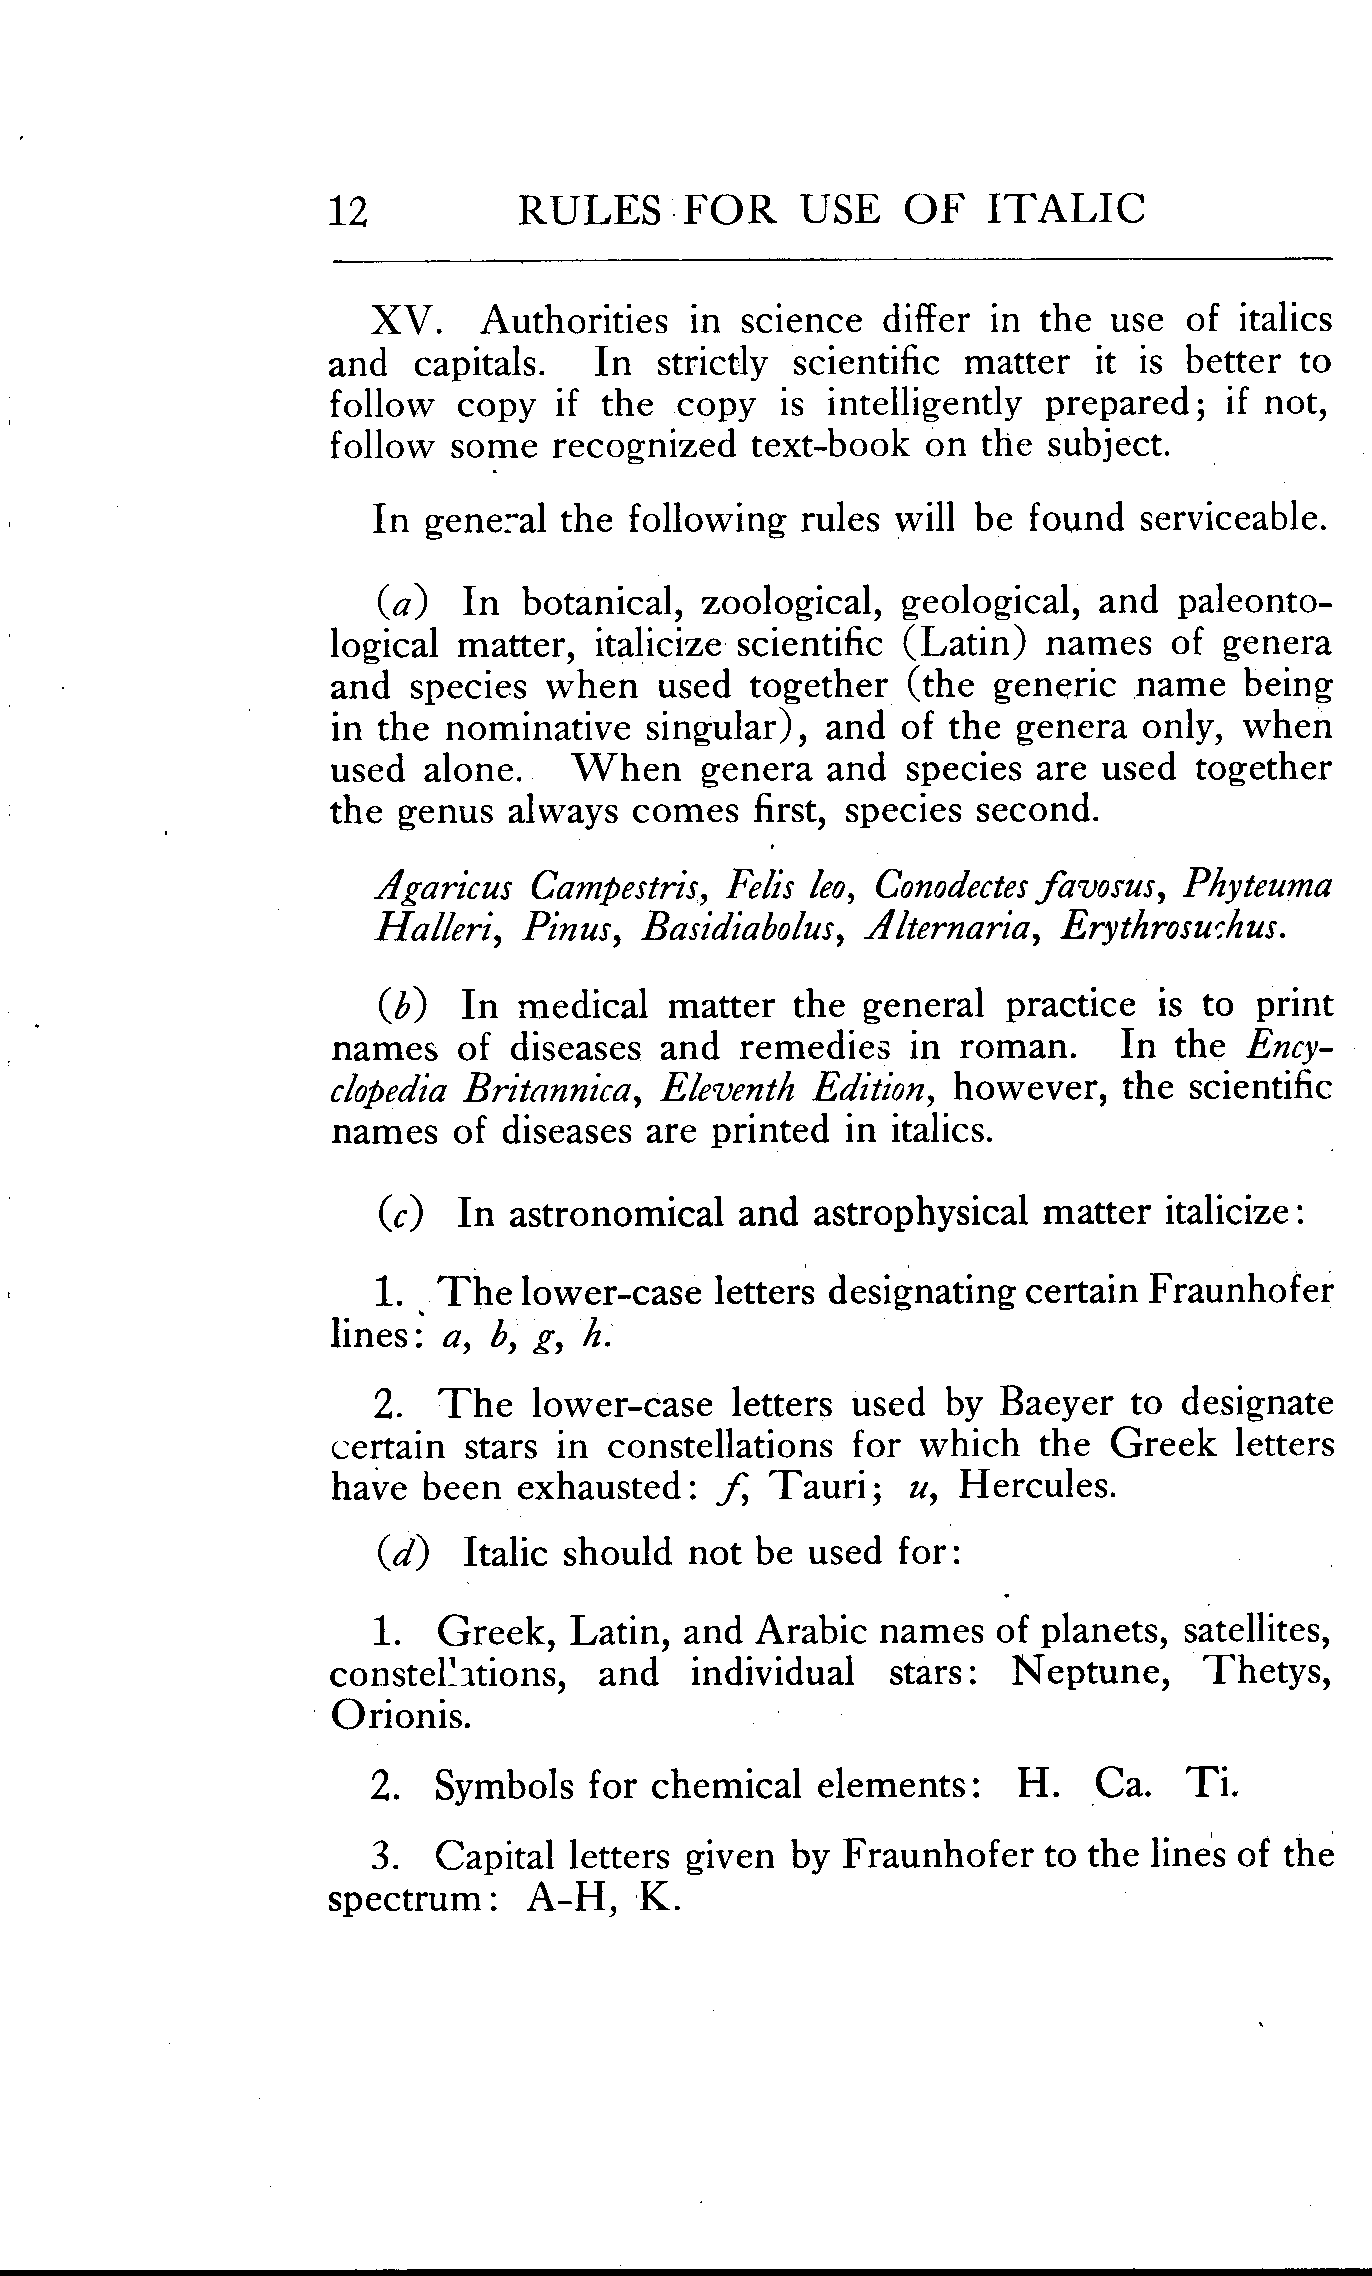 12 RULES FOR USE OF ITALIC
XV. Authorities in science differ in the use of italics
and capitals. In strictly scientific matter it is better to
follow copy if the copy is intelligently prepared; if not,
follow some recognized text-book on the subject.
In general the following rules will be found serviceable.
(a) In botanical, zoological, geological, and paleonto-
logical matter, italicize scientific (Latin) names of genera
and species when used together (the generic name being
in the nominative singular), and of the genera only, when
used alone. When genera and species are used together
the genus always comes first, species second.
Agaricus Campestris, Felis leo, Conodectes favosus, Phyteuma
Halleri, Pinus, Basidiabolus, Alternaria, Erythrosuchus.
(b) In medical matter the general practice is to print
names of diseases and remedies in roman. In the Ency-
clopedia Britannica, Eleventh Edition, however, the scientific
names of diseases are printed in italics.
(c) In astronomical and astrophysical matter italicize:
1. The lower-case letters designating certain Fraunhofer
lines: a, b, g, h.
2. The lower-case letters used by Baeyer to designate
certain stars in constellations for which the Greek letters
have been exhausted: f, Tauri; u, Hercules.
(d) Italic should not be used for:
1. Greek, Latin, and Arabic names of planets, satellites,
constellations, and individual stars: Neptune, Thetys,
Orionis.
2. Symbols for chemical elements: H. Ca. Ti.
3. Capital letters given by Fraunhofer to the lines of the
spectrum: A-H, K.